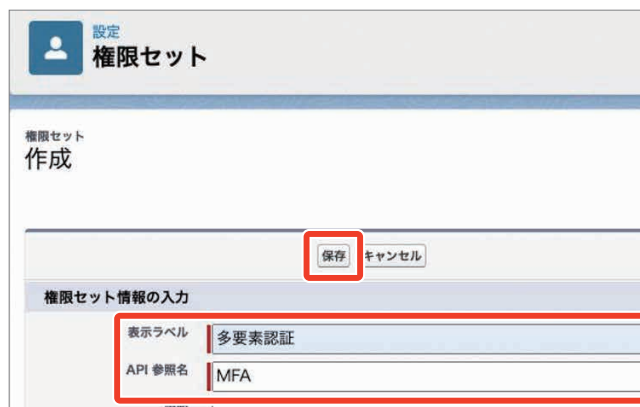 設定
権限セット
権限セット
作成
保存 キャンセル
権限セット情報の入力
表示ラベル 多要素認証
API 参照名 MFA